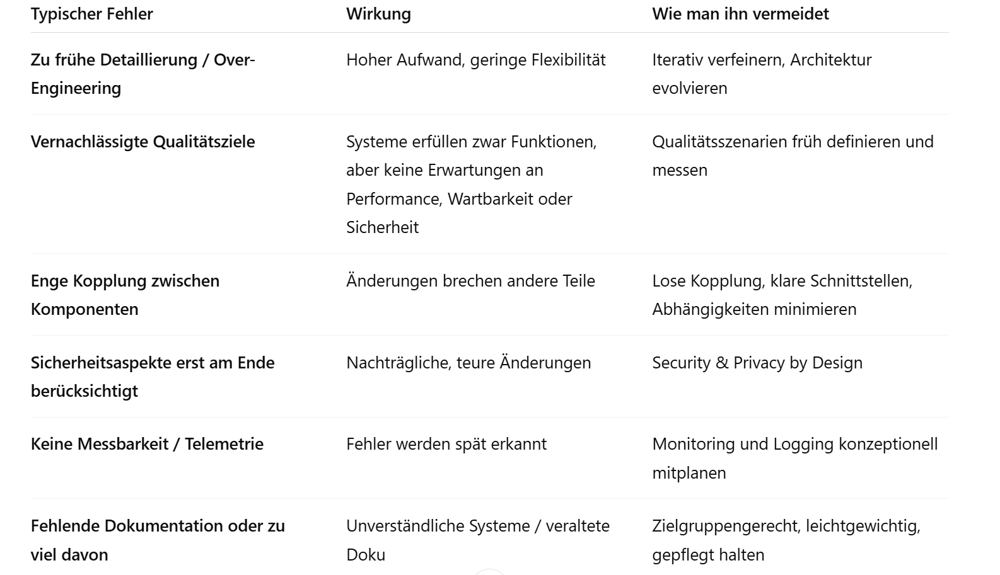 Typischer Fehler
Wirkung
Wie man ihn vermeidet
Zu frühe Detaillierung / Over-
Engineering
Hoher Aufwand, geringe Flexibilität
Iterativ verfeinern, Architektur
evolvieren
Vernachlässigte Qualitätsziele
Systeme erfüllen zwar Funktionen,
aber keine Erwartungen an
Performance, Wartbarkeit oder
Sicherheit
Qualitätsszenarien früh definieren und
messen
Enge Kopplung zwischen
Komponenten
Änderungen brechen andere Teile
Lose Kopplung, klare Schnittstellen,
Abhängigkeiten minimieren
Sicherheitsaspekte erst am Ende
berücksichtigt
Nachträgliche, teure Änderungen
Security & Privacy by Design
Keine Messbarkeit / Telemetrie
Fehler werden spät erkannt
Monitoring und Logging konzeptionell
mitplanen
Fehlende Dokumentation oder zu
viel davon
Unverständliche Systeme / veraltete
Doku
Zielgruppengerecht, leichtgewichtig,
gepflegt halten